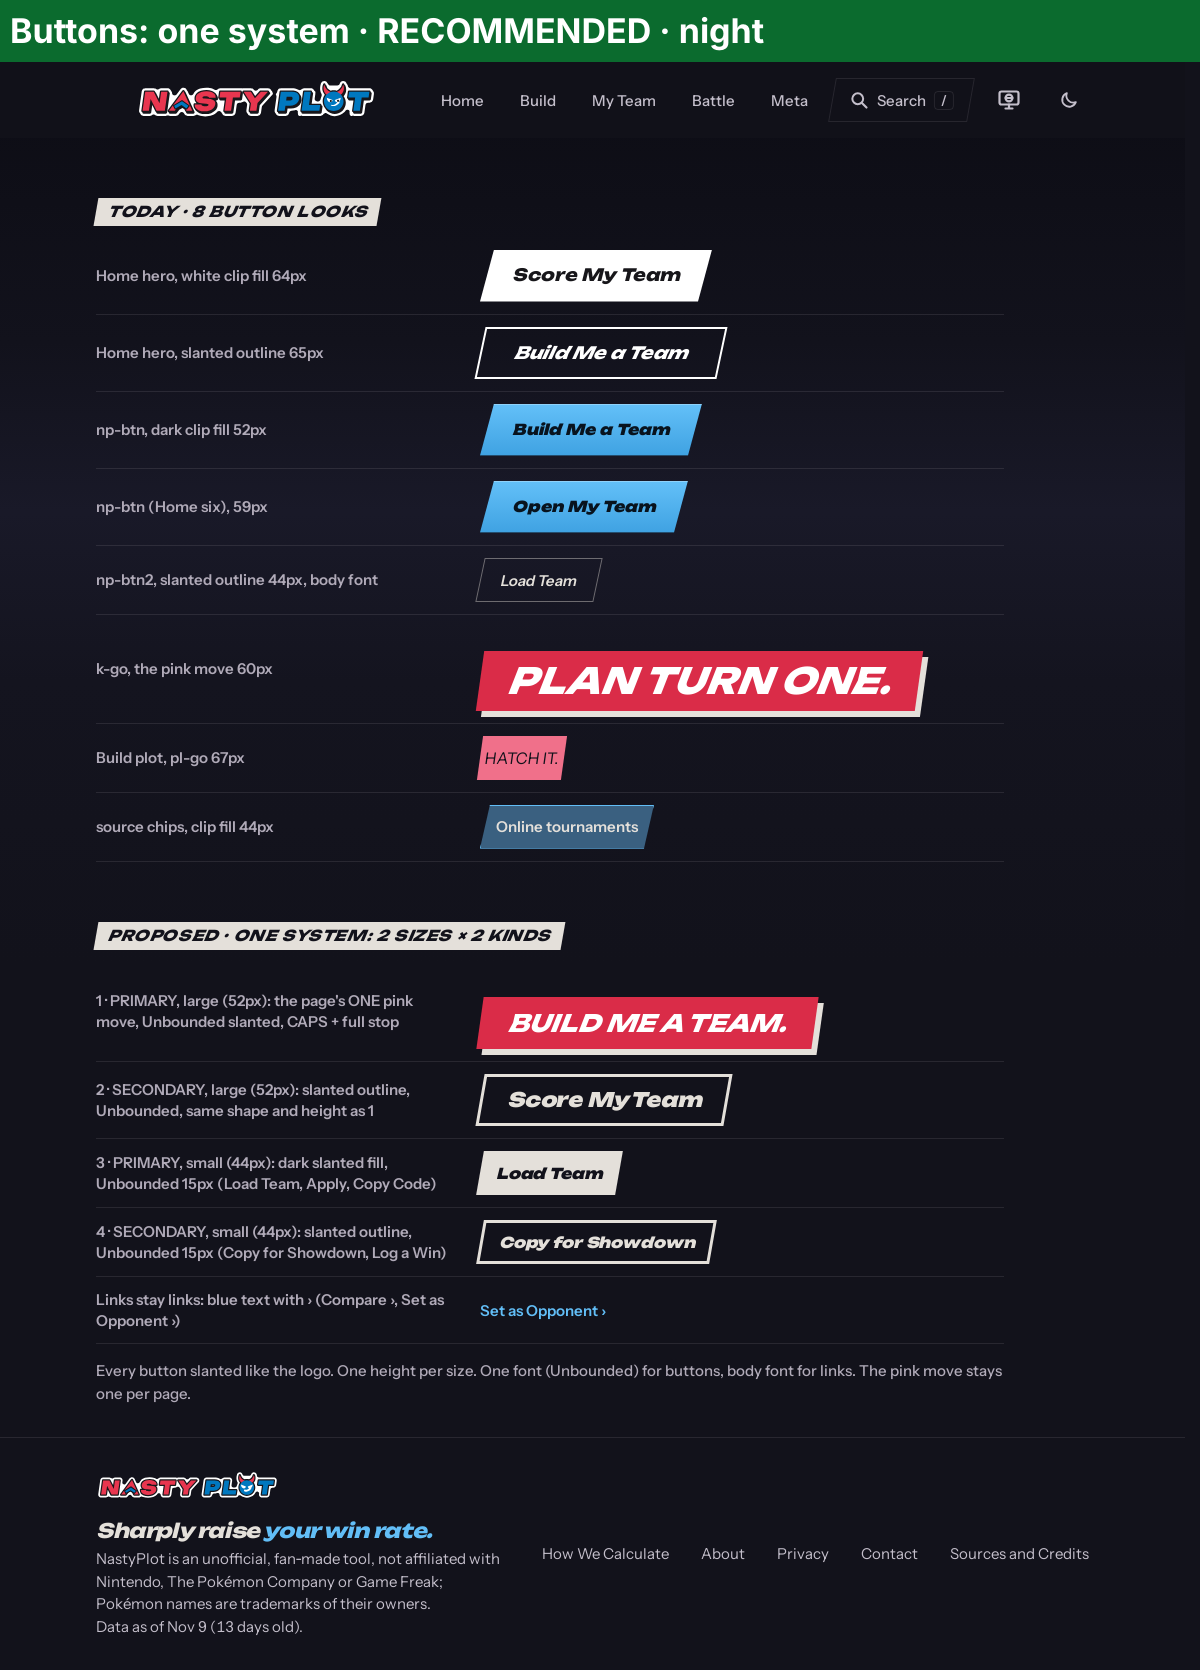 Buttons: one system · RECOMMENDED · night
NASTY PLOT
Home
Build
My Team
Battle
Meta
Search /
TODAY · 8 BUTTON LOOKS
Home hero, white clip fill 64px
Score My Team
Home hero, slanted outline 65px
Build Me a Team
np-btn, dark clip fill 52px
Build Me a Team
np-btn (Home six), 59px
Open My Team
np-btn2, slanted outline 44px, body font
Load Team
k-go, the pink move 60px
PLAN TURN ONE.
Build plot, pl-go 67px
HATCH IT.
source chips, clip fill 44px
Online tournaments
PROPOSED · ONE SYSTEM: 2 SIZES × 2 KINDS
1 · PRIMARY, large (52px): the page's ONE pink
move, Unbounded slanted, CAPS + full stop
BUILD ME A TEAM.
2 · SECONDARY, large (52px): slanted outline,
Unbounded, same shape and height as 1
Score My Team
3 · PRIMARY, small (44px): dark slanted fill,
Unbounded 15px (Load Team, Apply, Copy Code)
Load Team
4 · SECONDARY, small (44px): slanted outline,
Unbounded 15px (Copy for Showdown, Log a Win)
Copy for Showdown
Links stay links: blue text with › (Compare ›, Set as
Opponent ›)
Set as Opponent ›
Every button slanted like the logo. One height per size. One font (Unbounded) for buttons, body font for links. The pink move stays
one per page.
NASTY PLOT
Sharply raise your win rate.
NastyPlot is an unofficial, fan-made tool, not affiliated with
Nintendo, The Pokémon Company or Game Freak;
Pokémon names are trademarks of their owners.
Data as of Nov 9 (13 days old).
How We Calculate
About
Privacy
Contact
Sources and Credits